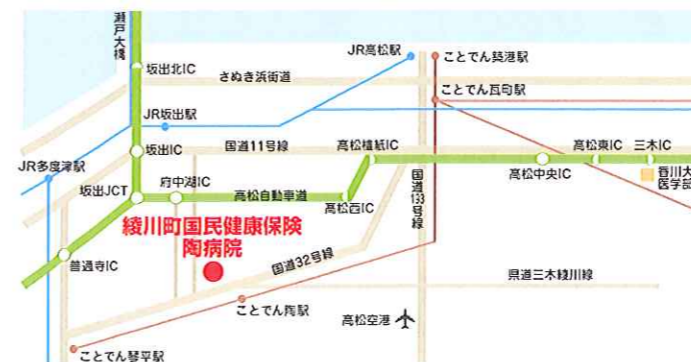 瀬戸大橋
JR高松駅
ことでん築港駅
坂出北IC
さぬき浜街道
ことでん瓦町駅
JR坂出駅
坂出IC
国道11号線
高松檀紙IC
高松東IC
三木IC
JR多度津駅
坂出JCT
府中湖IC
高松自動車道
高松西IC
国道193号線
高松中央IC
香川大
医学部
綾川町国民健康保険
陶病院
善通寺IC
国道32号線
県道三木綾川線
ことでん陶駅
高松空港
ことでん琴平駅